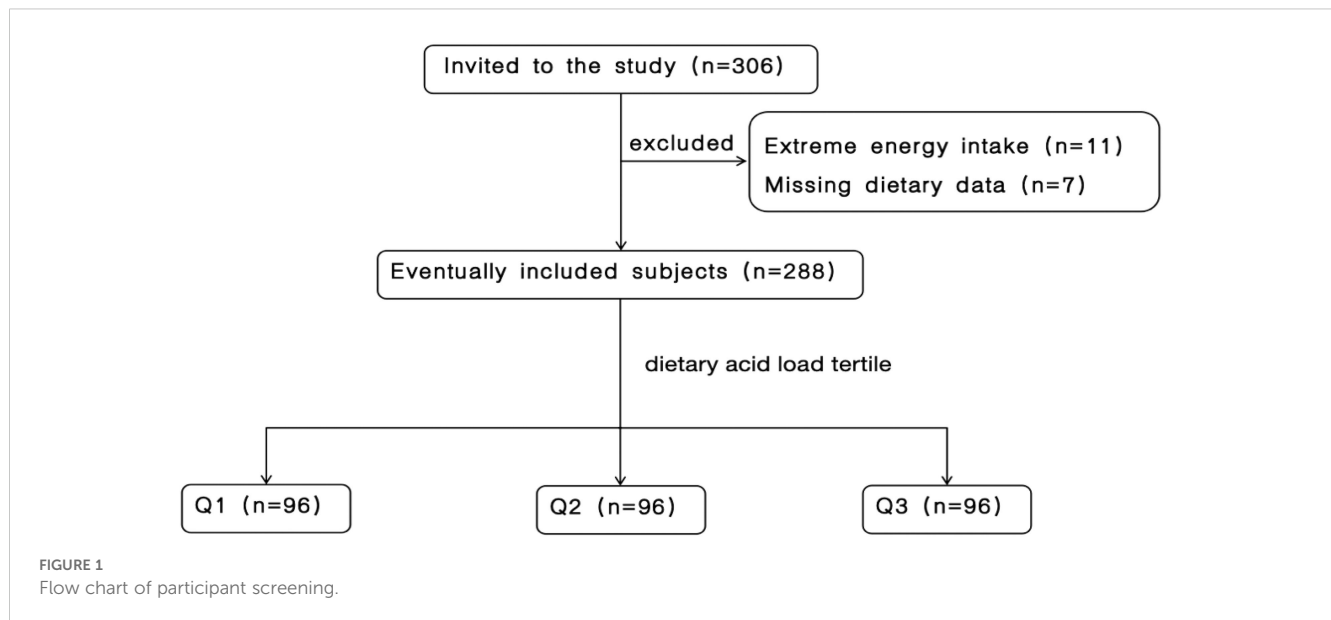 Invited to the study (n=306)
excluded
Extreme energy intake (n=11)
Missing dietary data (n=7)
Eventually included subjects (n=288)
dietary acid load tertile
Q1 (n=96)
Q2 (n=96)
Q3 (n=96)
FIGURE 1
Flow chart of participant screening.